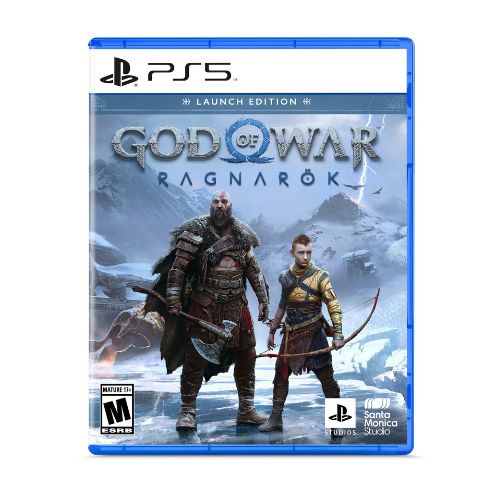 PS5
LAUNCH EDITION
GOD OF WAR
RAGNARÖK
MATURE 17+
M
ESRB
STUDIOS
Santa
Monica
Studio